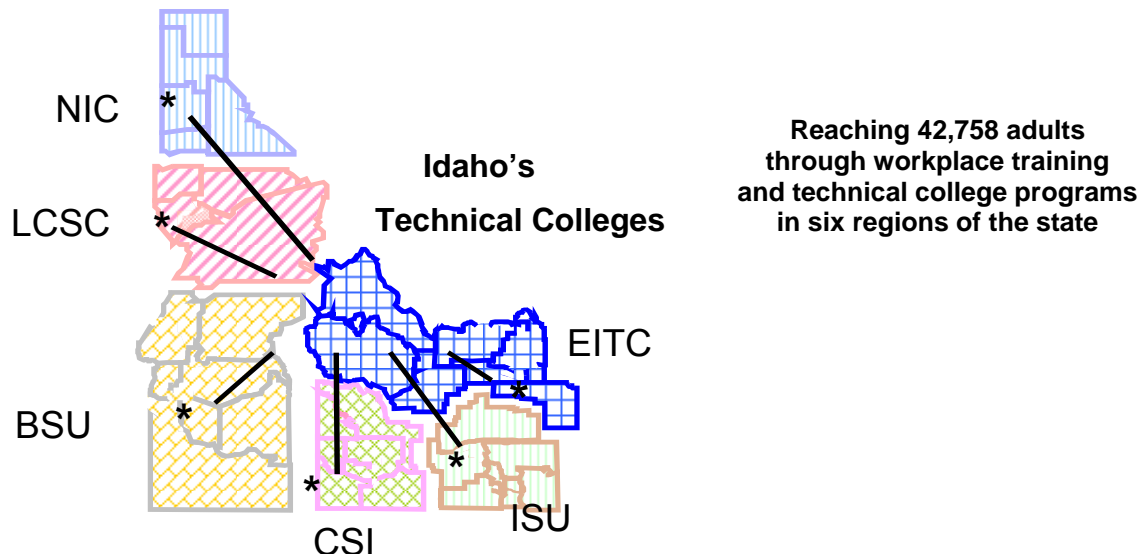 NIC
LCSC
BSU
CSI
ISU
EITC
Idaho's
Technical Colleges
Reaching 42,758 adults
through workplace training
and technical college programs
in six regions of the state
*
*
*
*
*
*